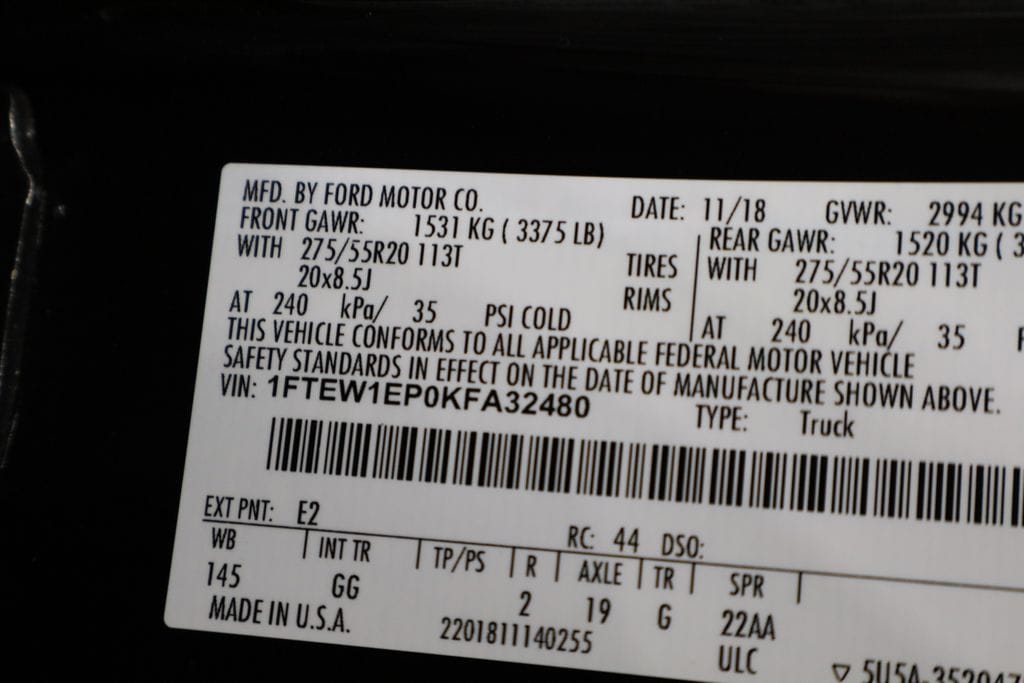 MFD. BY FORD MOTOR CO. DATE: 11/18 GVWR: 2994 KG
FRONT GAWR: 1531 KG ( 3375 LB) REAR GAWR: 1520 KG ( 3
WITH 275/55R20 113T TIRES WITH 275/55R20 113T
20x8.5J RIMS 20x8.5J
AT 240 kPa/ 35 PSI COLD AT 240 kPa/ 35
THIS VEHICLE CONFORMS TO ALL APPLICABLE FEDERAL MOTOR VEHICLE
SAFETY STANDARDS IN EFFECT ON THE DATE OF MANUFACTURE SHOWN ABOVE.
VIN: 1FTEW1EP0KFA32480 TYPE: Truck
EXT PNT: E2 RC: 44 DSO:
WB INT TR TP/PS R AXLE TR SPR
145 GG 2 19 G 22AA
MADE IN U.S.A. 2201811140255 ULC
▽ 5U5A-352047